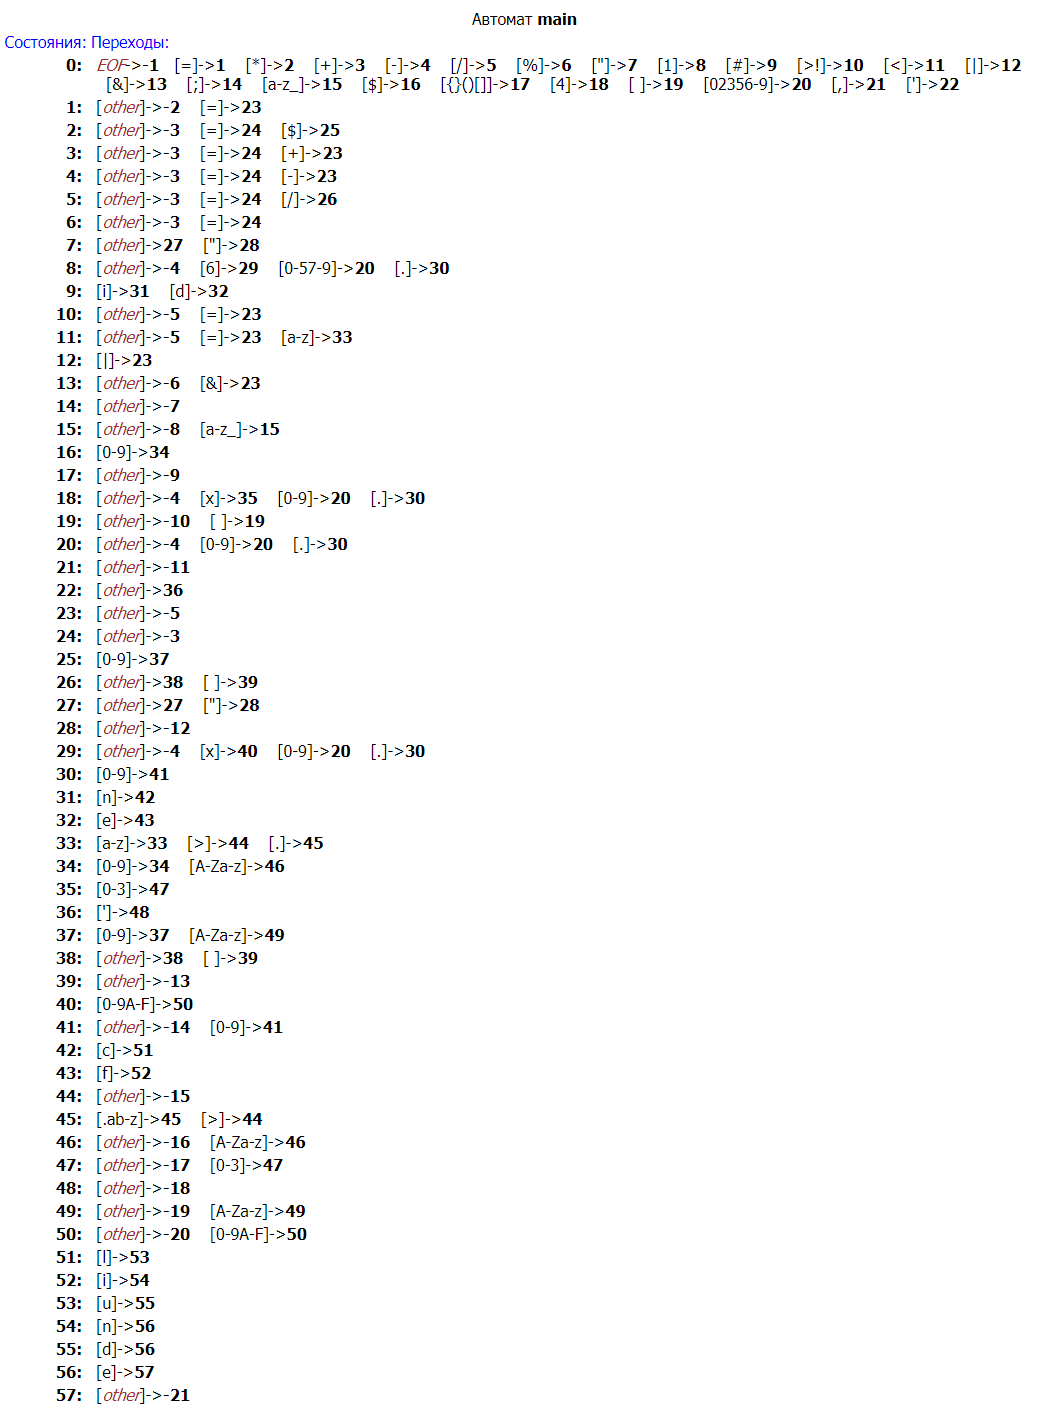 Автомат main
Состояния: Переходы:
0: EOF->-1 [=]->1 [*]->2 [+]->3 [-]->4 [/]->5 [%]->6 ["]->7 [1]->8 [#]->9 [>!]->10 [<]->11 [|]->12
[&]->13 [;]->14 [a-z_]->15 [$]->16 [{}()[]]->17 [4]->18 [ ]->19 [02356-9]->20 [,]->21 [']->22
1: [other]->-2 [=]->23
2: [other]->-3 [=]->24 [$]->25
3: [other]->-3 [=]->24 [+]->23
4: [other]->-3 [=]->24 [-]->23
5: [other]->-3 [=]->24 [/]->26
6: [other]->-3 [=]->24
7: [other]->27 ["]->28
8: [other]->-4 [6]->29 [0-57-9]->20 [.]->30
9: [i]->31 [d]->32
10: [other]->-5 [=]->23
11: [other]->-5 [=]->23 [a-z]->33
12: [|]->23
13: [other]->-6 [&]->23
14: [other]->-7
15: [other]->-8 [a-z_]->15
16: [0-9]->34
17: [other]->-9
18: [other]->-4 [x]->35 [0-9]->20 [.]->30
19: [other]->-10 [ ]->19
20: [other]->-4 [0-9]->20 [.]->30
21: [other]->-11
22: [other]->36
23: [other]->-5
24: [other]->-3
25: [0-9]->37
26: [other]->38 [ ]->39
27: [other]->27 ["]->28
28: [other]->-12
29: [other]->-4 [x]->40 [0-9]->20 [.]->30
30: [0-9]->41
31: [n]->42
32: [e]->43
33: [a-z]->33 [>]->44 [.]->45
34: [0-9]->34 [A-Za-z]->46
35: [0-3]->47
36: [']->48
37: [0-9]->37 [A-Za-z]->49
38: [other]->38 [ ]->39
39: [other]->-13
40: [0-9A-F]->50
41: [other]->-14 [0-9]->41
42: [c]->51
43: [f]->52
44: [other]->-15
45: [.ab-z]->45 [>]->44
46: [other]->-16 [A-Za-z]->46
47: [other]->-17 [0-3]->47
48: [other]->-18
49: [other]->-19 [A-Za-z]->49
50: [other]->-20 [0-9A-F]->50
51: [l]->53
52: [i]->54
53: [u]->55
54: [n]->56
55: [d]->56
56: [e]->57
57: [other]->-21